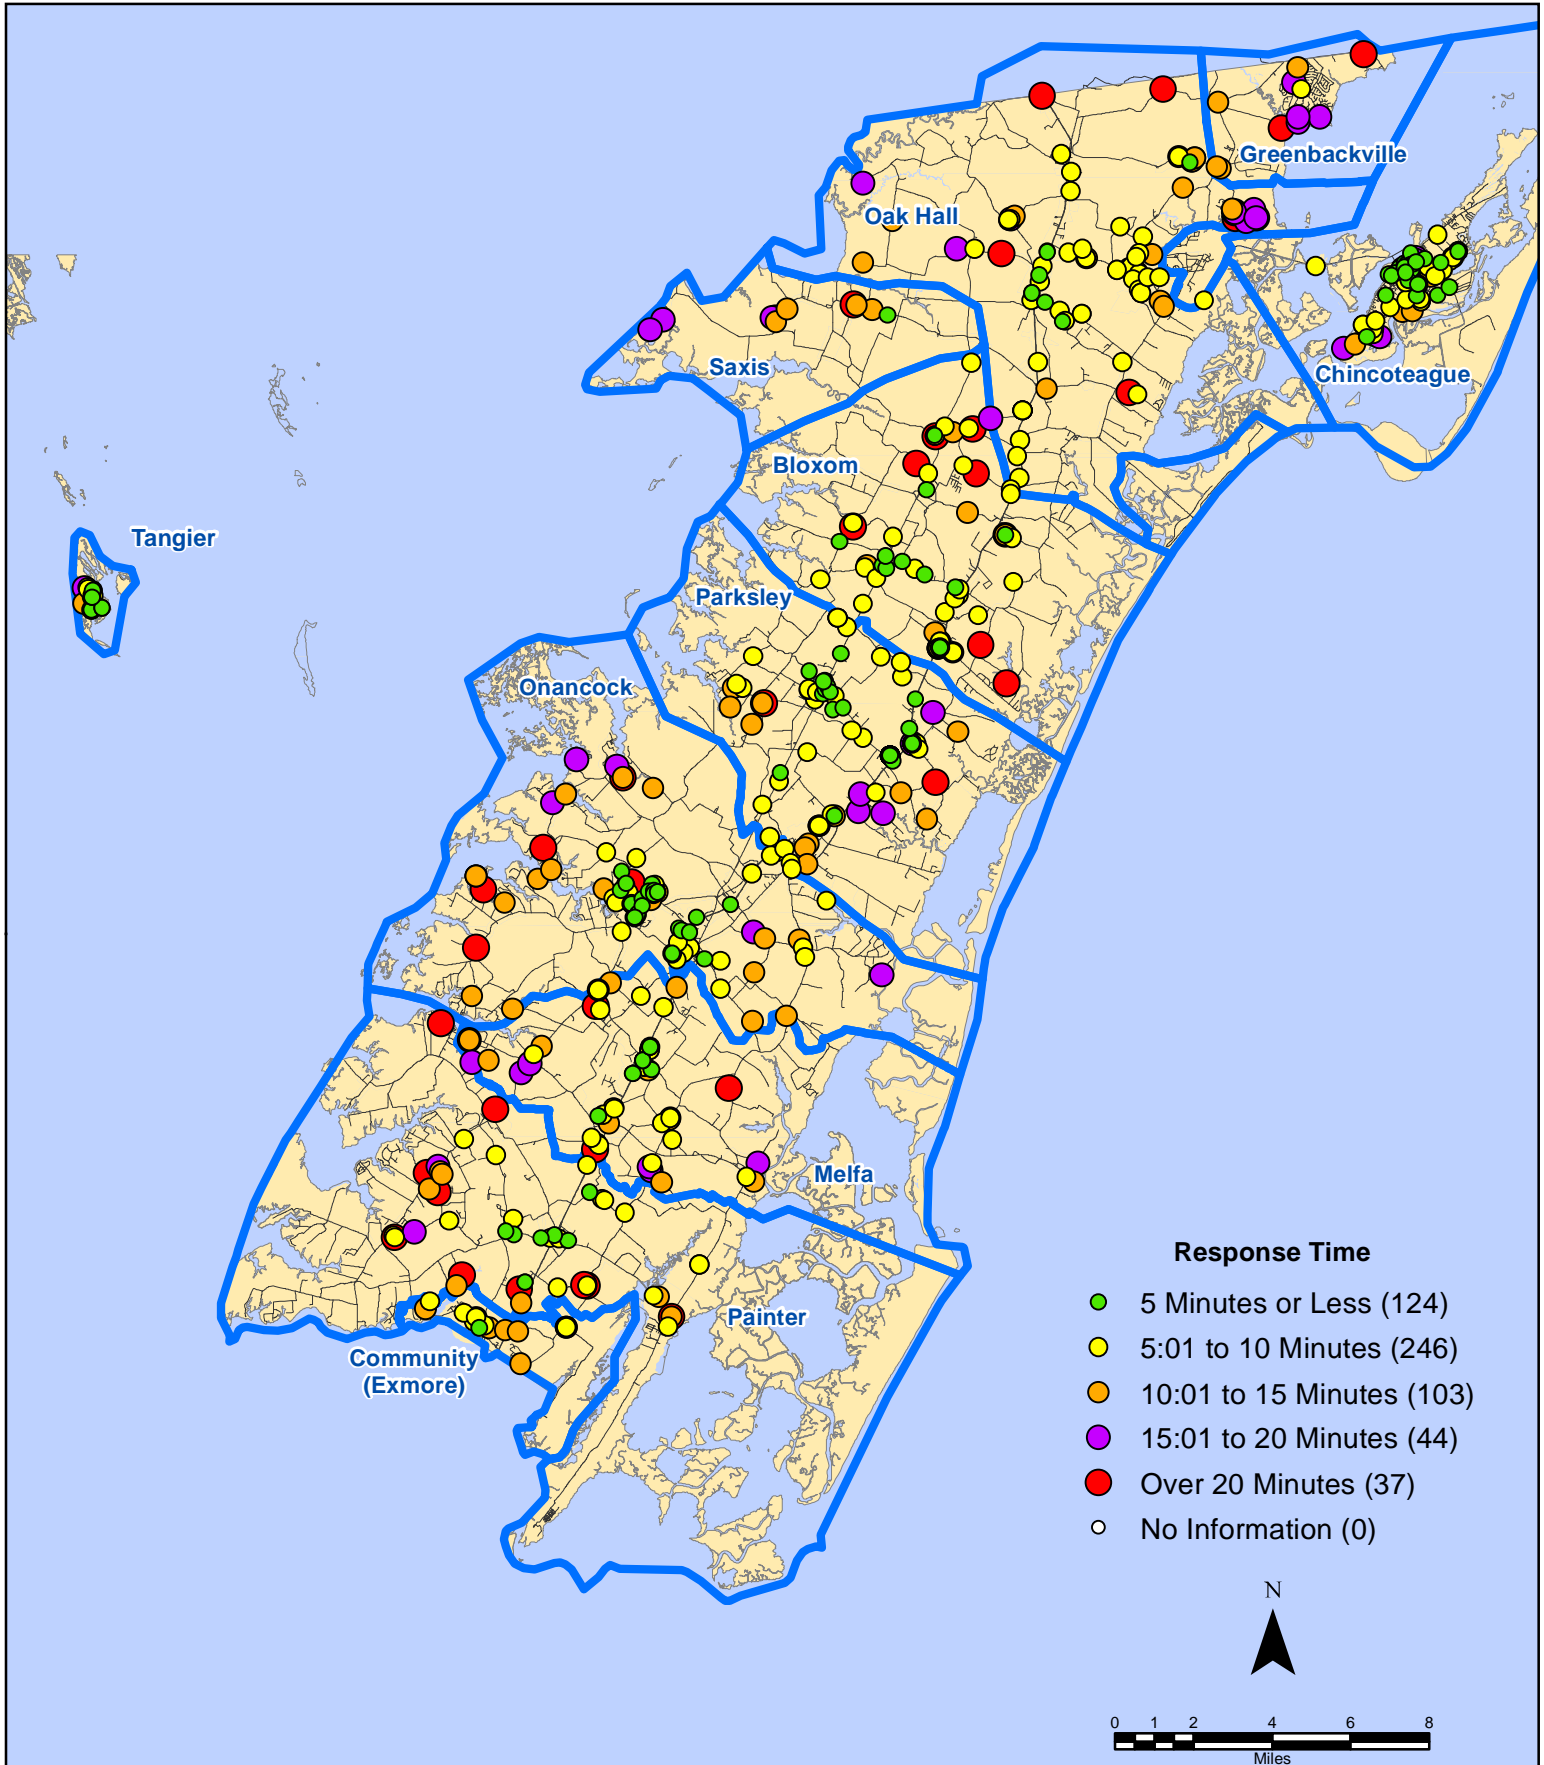 Greenbackville
Oak Hall
Chincoteague
Saxis
Bloxom
Tangier
Parksley
Onancock
Melfa
Painter
Community
(Exmore)
Response Time
5 Minutes or Less (124)
5:01 to 10 Minutes (246)
10:01 to 15 Minutes (103)
15:01 to 20 Minutes (44)
Over 20 Minutes (37)
No Information (0)
N
0 1 2 4 6 8
Miles